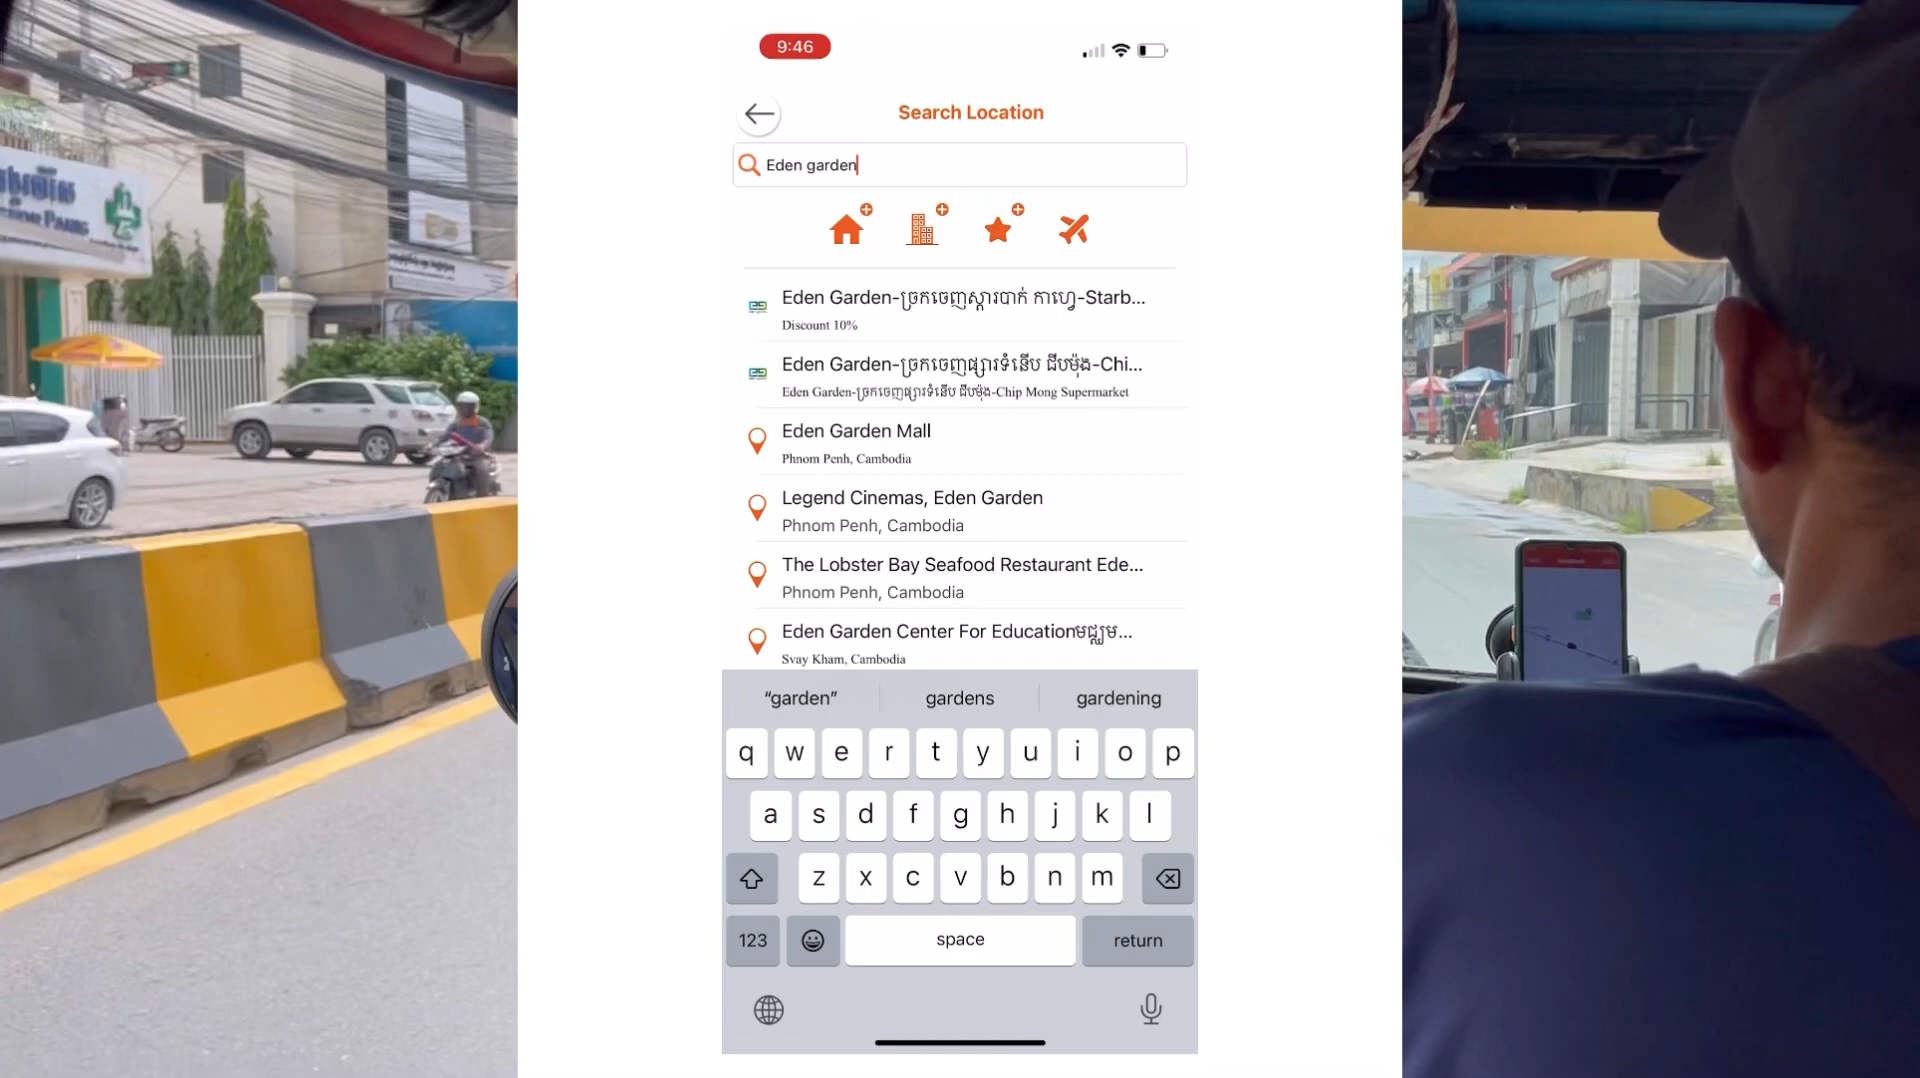 9:46
Search Location
Eden garden
Eden Garden-ច្រកចេញស្តារបាក់ កាហ្វេ-Starb...
Discount 10%
Eden Garden-ច្រកចេញផ្សារទំនើប ជីបម៉ុង-Chi...
Eden Garden-ច្រកចេញផ្សារទំនើប ជីបម៉ុង-Chip Mong Supermarket
Eden Garden Mall
Phnom Penh, Cambodia
Legend Cinemas, Eden Garden
Phnom Penh, Cambodia
The Lobster Bay Seafood Restaurant Ede...
Phnom Penh, Cambodia
Eden Garden Center For Educationមជ្ឈម...
Svay Kham, Cambodia
“garden” gardens gardening
q w e r t y u i o p
a s d f g h j k l
z x c v b n m
123 space return